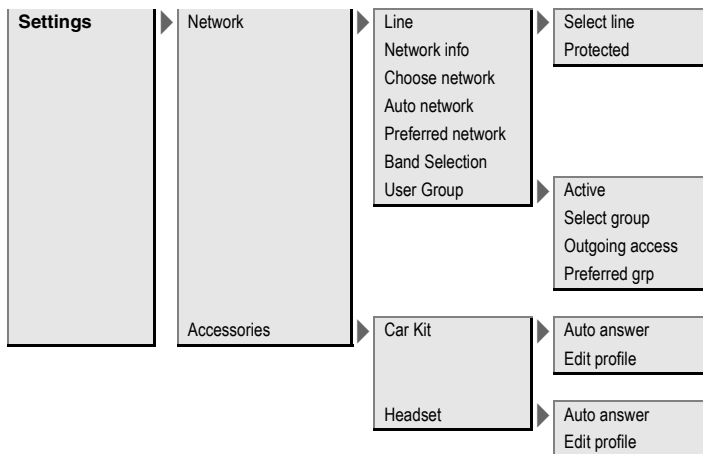 Settings
Network
Line
Select line
Protected
Network info
Choose network
Auto network
Preferred network
Band Selection
User Group
Active
Select group
Outgoing access
Preferred grp
Accessories
Car Kit
Auto answer
Edit profile
Headset
Auto answer
Edit profile